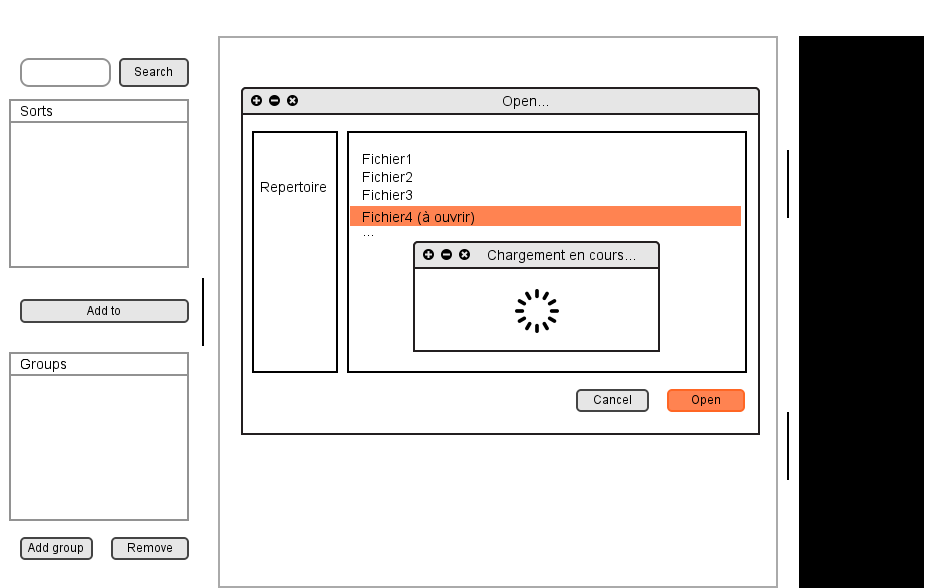 Search
Sorts
Add to
Groups
Add group
Remove
Open...
Repertoire
Fichier1
Fichier2
Fichier3
Fichier4 (à ouvrir)
...
Chargement en cours...
Cancel
Open